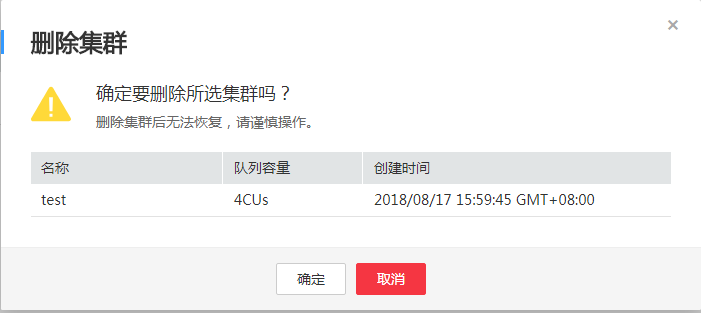 删除集群
×
确定要删除所选集群吗？
删除集群后无法恢复，请谨慎操作。
名称 队列容量 创建时间
test 4CUs 2018/08/17 15:59:45 GMT+08:00
确定 取消